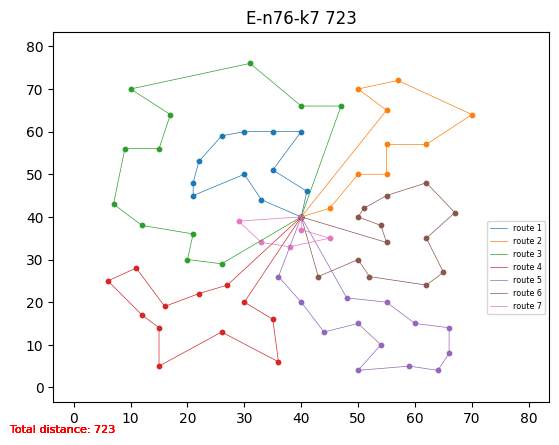 E-n76-k7 723
80
70
60
50
40
30
20
10
0
0 10 20 30 40 50 60 70 80
route 1
route 2
route 3
route 4
route 5
route 6
route 7
Total distance: 723